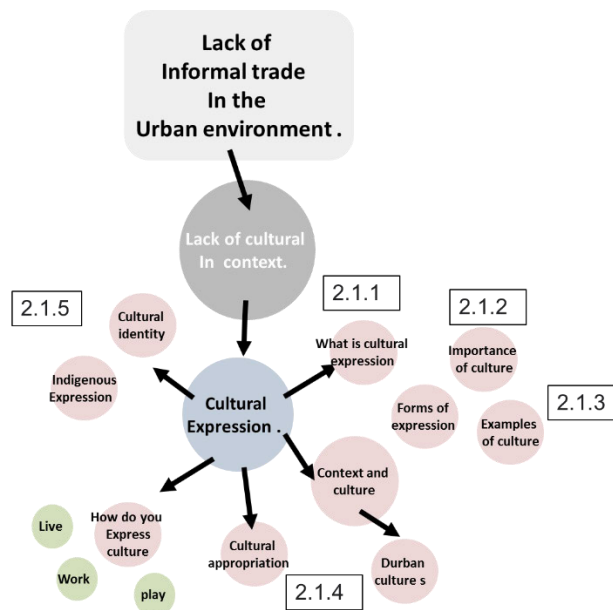 Lack of
Informal trade
In the
Urban environment .
Lack of cultural
In context.
2.1.5
2.1.1
2.1.2
Cultural
identity
What is cultural
expression
Importance
of culture
Indigenous
Expression
Cultural
Expression .
Forms of
expression
Examples
of culture
2.1.3
Context and
culture
Live
How do you
Express
culture
Work
play
Cultural
appropriation
2.1.4
Durban
culture s